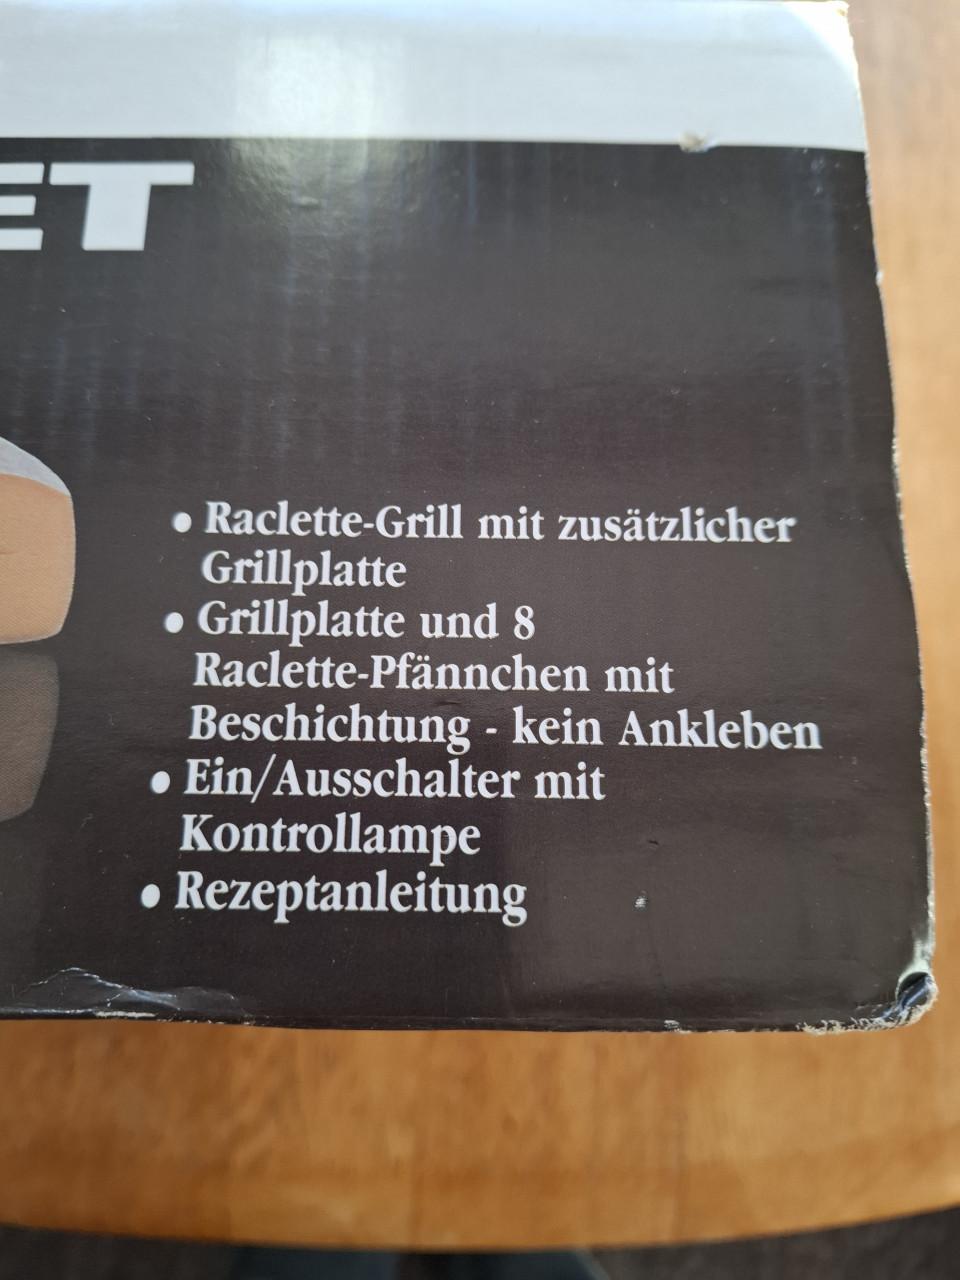 ET
• Raclette-Grill mit zusätzlicher
Grillplatte
• Grillplatte und 8
Raclette-Pfännchen mit
Beschichtung - kein Ankleben
• Ein/Ausschalter mit
Kontrollampe
• Rezeptanleitung